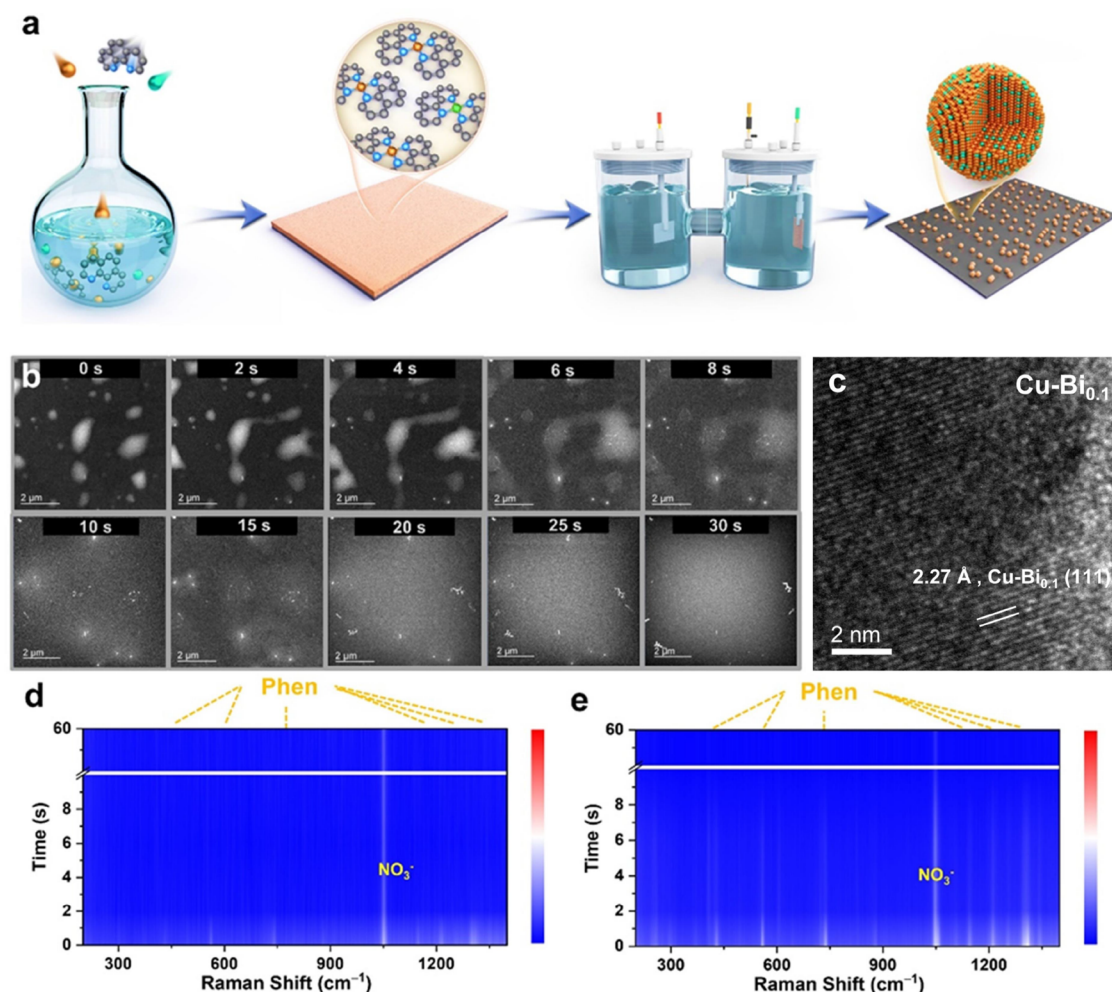 a
b
0 s
2 s
4 s
6 s
8 s
2 μm
2 μm
2 μm
2 μm
2 μm
10 s
15 s
20 s
25 s
30 s
2 μm
2 μm
2 μm
2 μm
2 μm
c
Cu-Bi0.1
2.27 Å , Cu-Bi0.1 (111)
2 nm
d
Phen
60
8
6
4
2
0
Time (s)
NO3-
300
600
900
1200
Raman Shift (cm−1)
e
Phen
60
8
6
4
2
0
Time (s)
NO3-
300
600
900
1200
Raman Shift (cm−1)